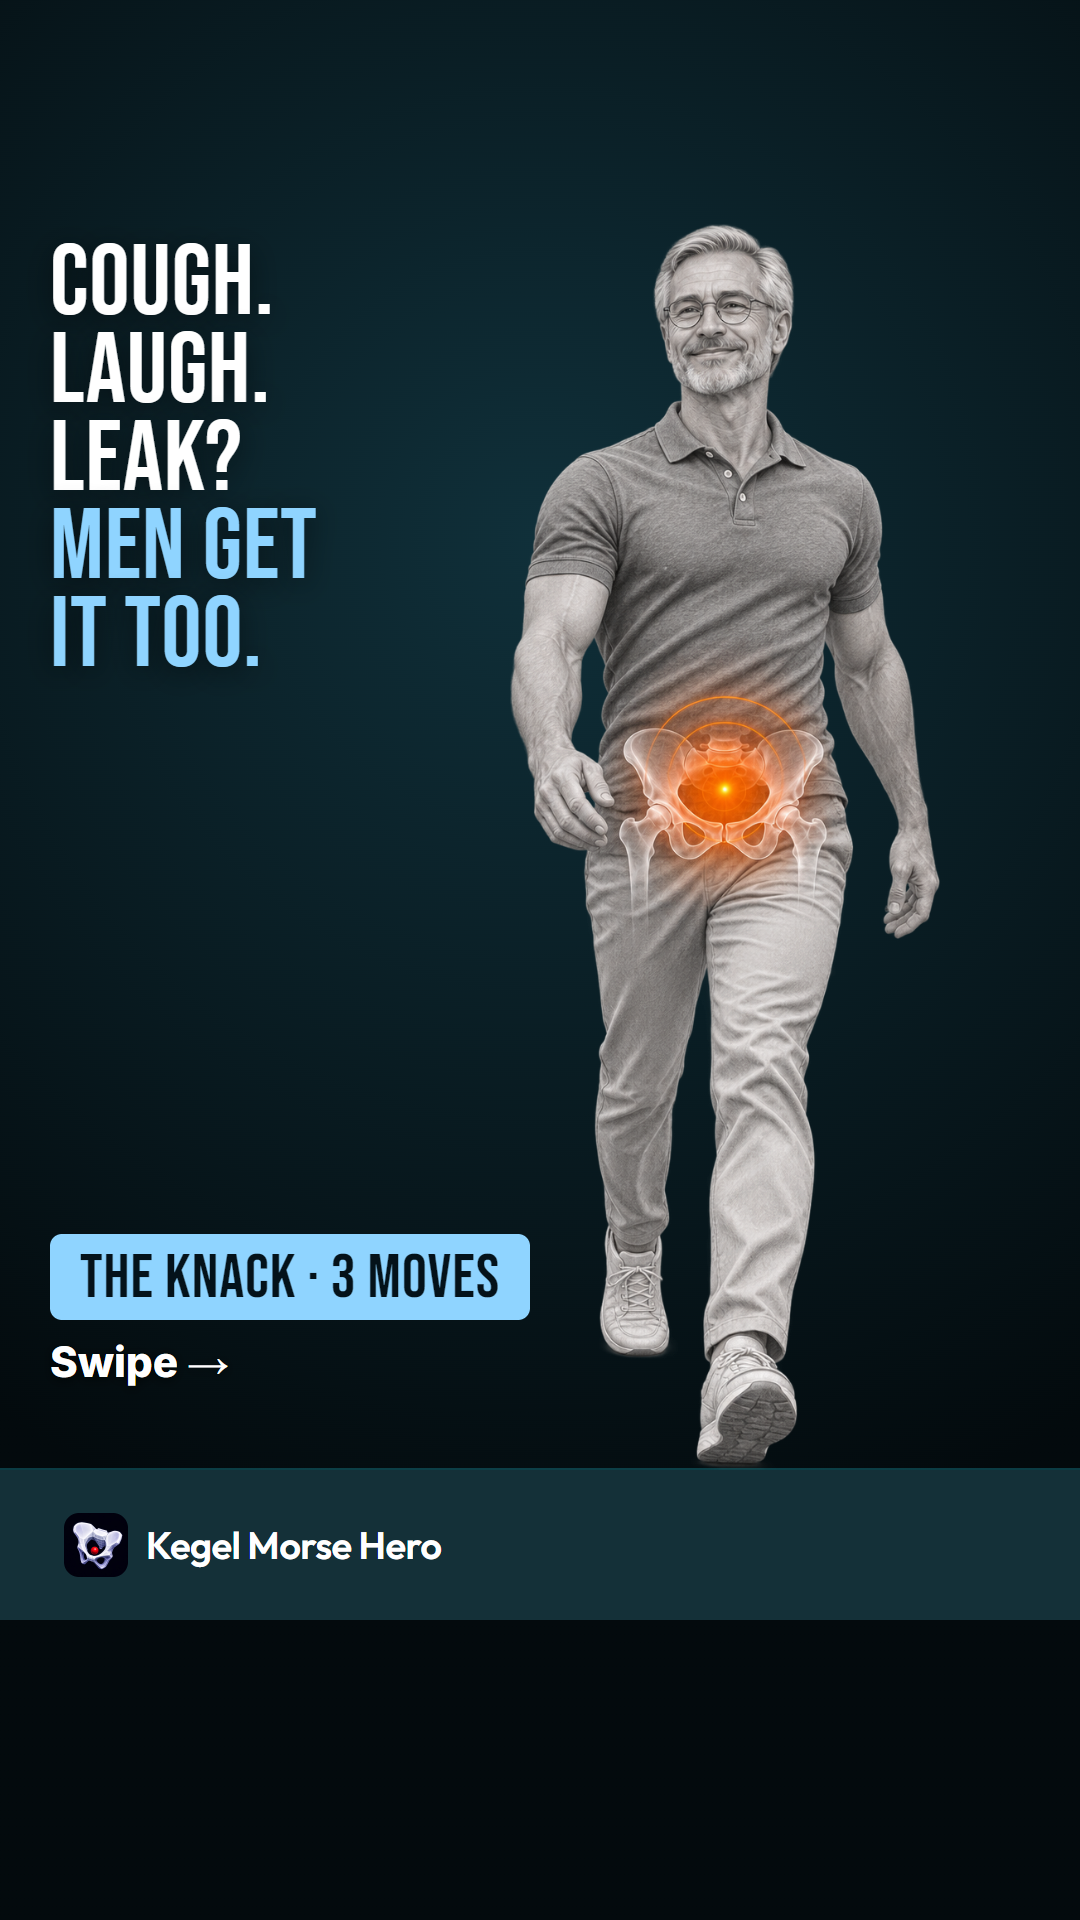 COUGH.
LAUGH.
LEAK?
MEN GET
IT TOO.
THE KNACK · 3 MOVES
Swipe →
Kegel Morse Hero